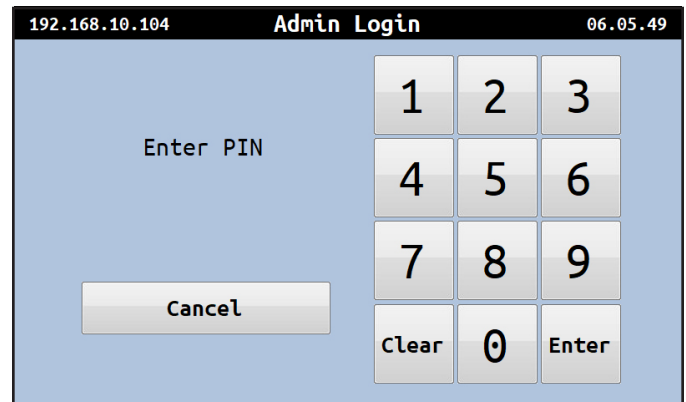 192.168.10.104 Admin Login 06.05.49
1 2 3
Enter PIN
4 5 6
7 8 9
Cancel
Clear 0 Enter